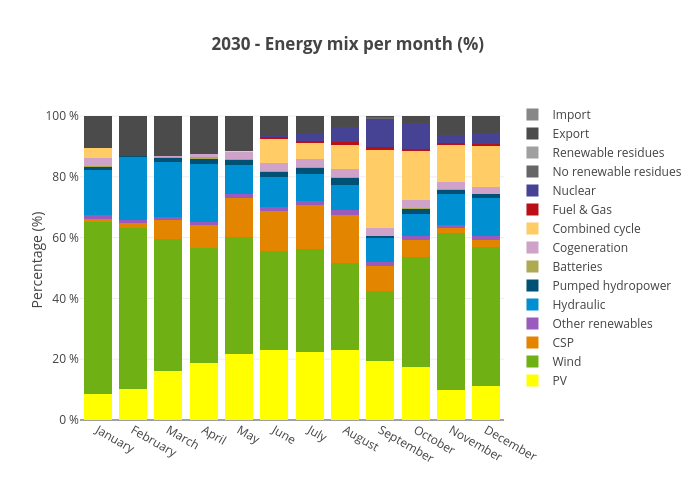 2030 - Energy mix per month (%)
Percentage (%)
100 %
80 %
60 %
40 %
20 %
0 %
January
February
March
April
May
June
July
August
September
October
November
December
Import
Export
Renewable residues
No renewable residues
Nuclear
Fuel & Gas
Combined cycle
Cogeneration
Batteries
Pumped hydropower
Hydraulic
Other renewables
CSP
Wind
PV